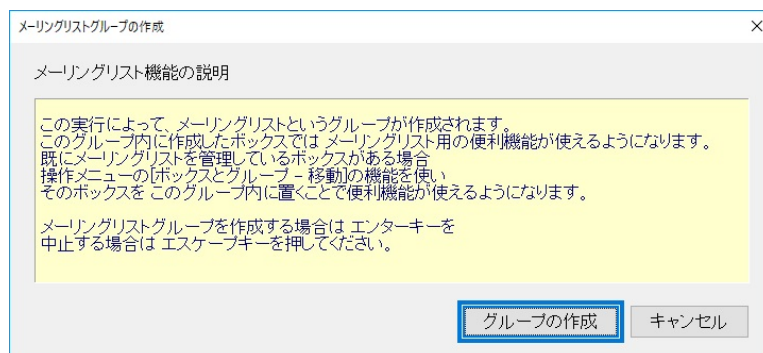 メーリングリストグループの作成
メーリングリスト機能の説明
この実行によって、メーリングリストというグループが作成されます。
このグループ内に作成したボックスでは メーリングリスト用の便利機能が使えるようになります。
既にメーリングリストを管理しているボックスがある場合
操作メニューの[ボックスとグループ - 移動]の機能を使い
そのボックスを このグループ内に置くことで便利機能が使えるようになります。
メーリングリストグループを作成する場合は エンターキーを
中止する場合は エスケープキーを押してください。
グループの作成
キャンセル